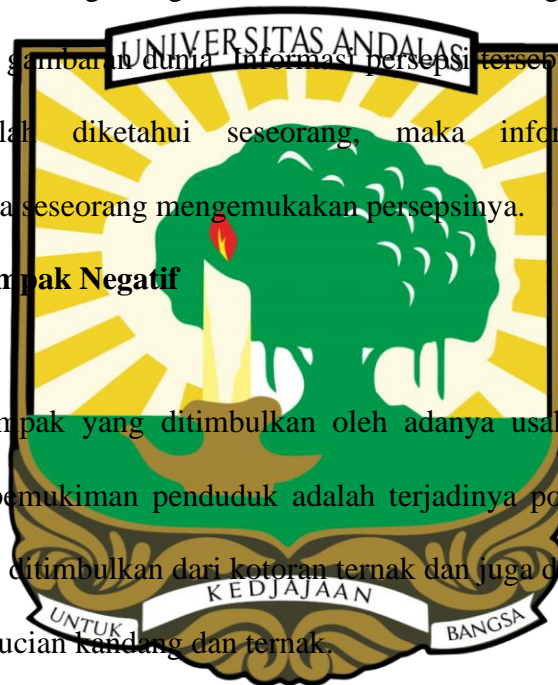 UNIVERSITAS ANDALAS
gambaran dunia. Informasi persepsi terseb
lah diketahui seseorang, maka infor
a seseorang mengemukakan persepsinya.
mpak Negatif
mpak yang ditimbulkan oleh adanya usa
pemukiman penduduk adalah terjadinya po
ditimbulkan dari kotoran ternak dan juga d
KEDJAJAAN
UNTUK BANGSA
ucian kandang dan ternak.